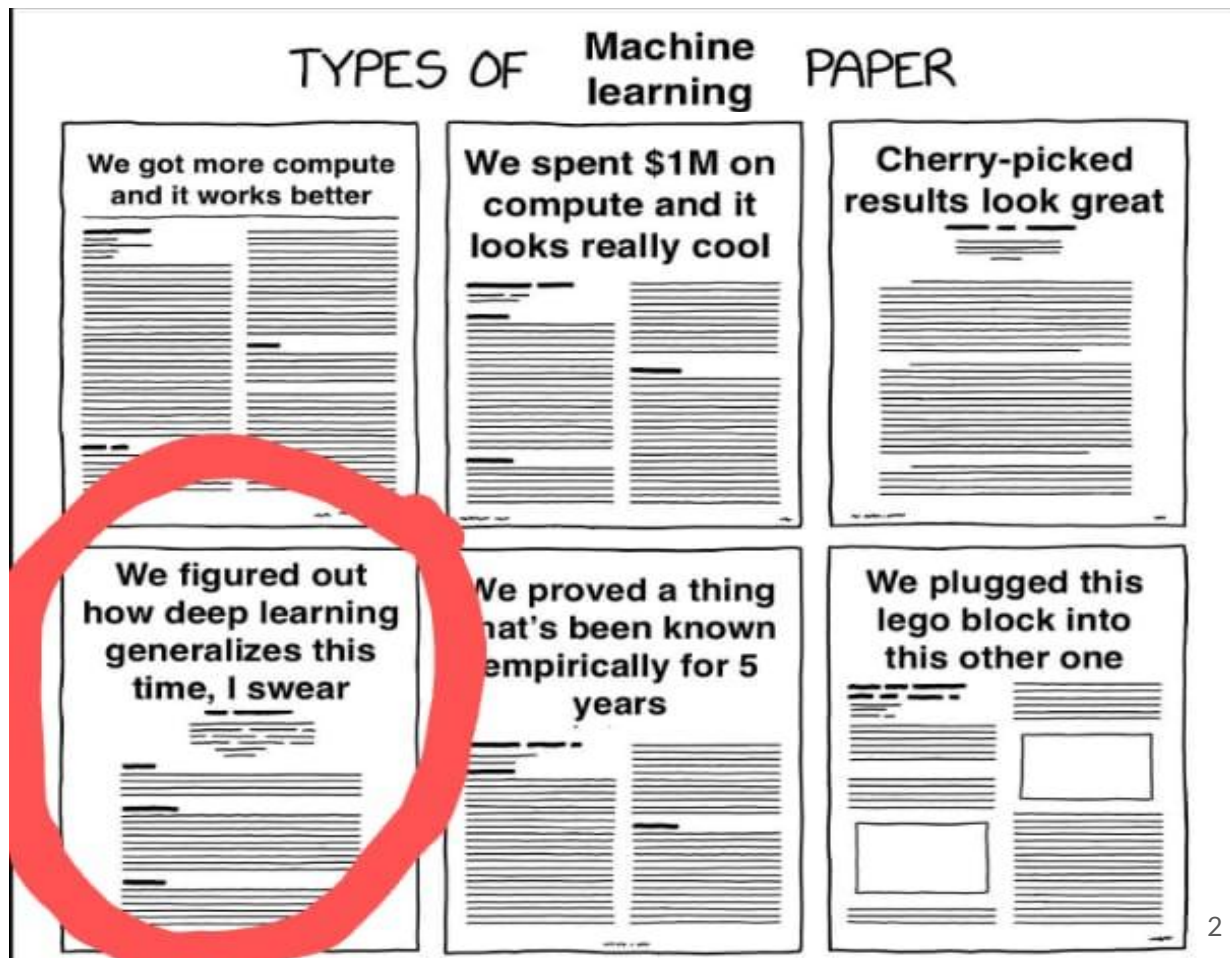 TYPES OF Machine learning PAPER
We got more compute
and it works better
We spent $1M on
compute and it
looks really cool
Cherry-picked
results look great
We figured out
how deep learning
generalizes this
time, I swear
We proved a thing
that's been known
empirically for 5
years
We plugged this
lego block into
this other one
2